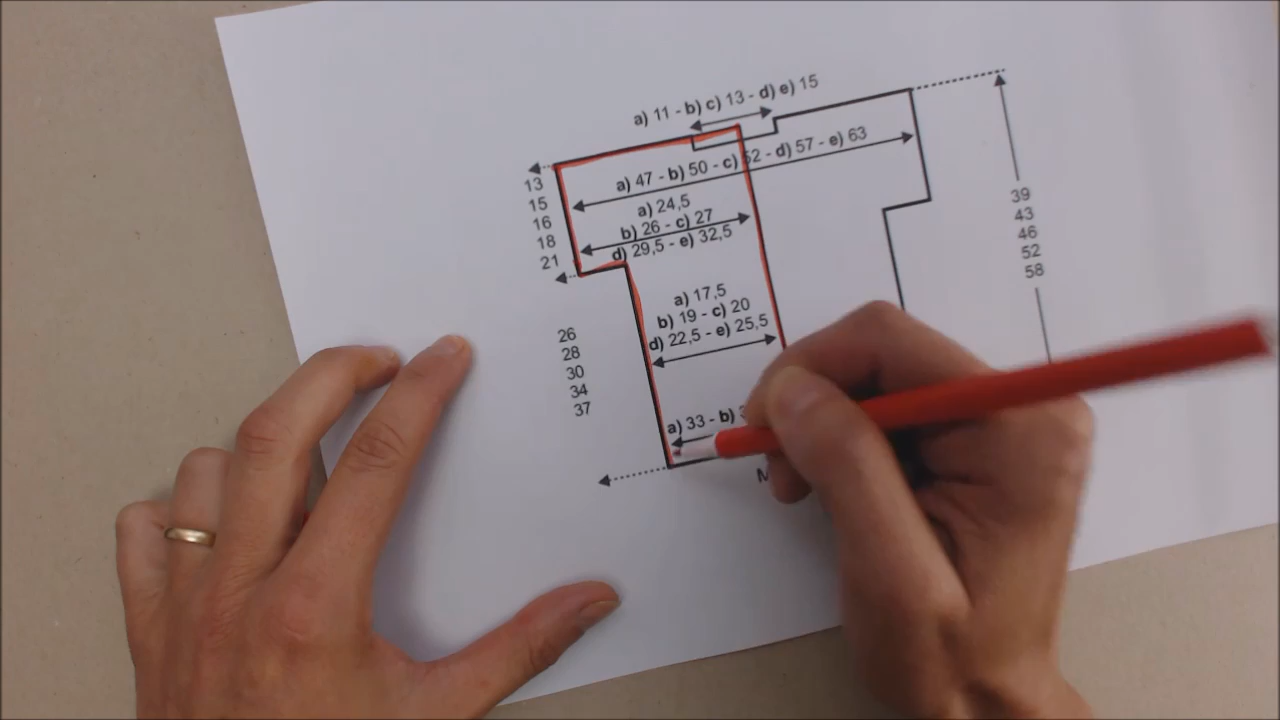 a) 11 - b) c) 13 - d) e) 15
a) 47 - b) 50 - c) 52 - d) 57 - e) 63
13
15
16
18
21
a) 24,5
b) 26 - c) 27
d) 29,5 - e) 32,5
39
43
46
52
58
a) 17,5
b) 19 - c) 20
d) 22,5 - e) 25,5
26
28
30
34
37
a) 33 - b)